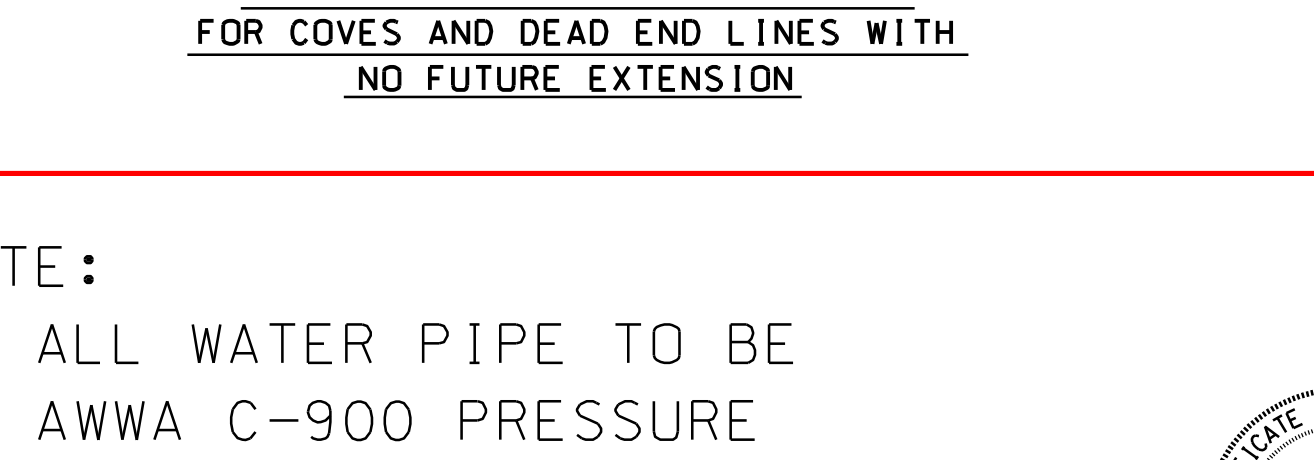 FOR COVES AND DEAD END LINES WITH
NO FUTURE EXTENSION
TE:
ALL WATER PIPE TO BE
AWWA C-900 PRESSURE
ICATE